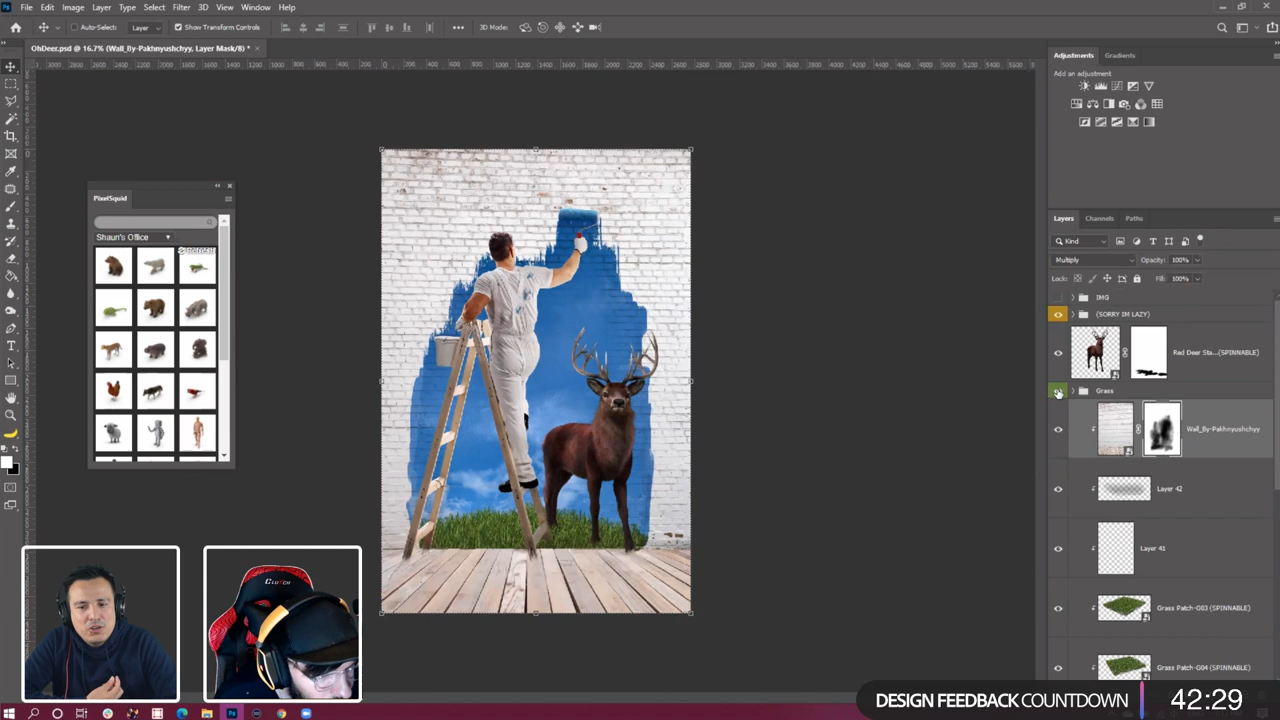 Ps File Edit Image Layer Type Select Filter 3D View Window Help
Auto-Select: Layer Show Transform Controls 3D Mode:
OhDeer.psd @ 16.7% (Wall_By-Pakhnyushchyy, Layer Mask/8) *
Adjustments Gradients
Add an adjustment
PixelSquid
Shaun's Office
Layers Channels Paths
Kind
Multiply Opacity: 100%
Lock: Fill: 100%
IMG
(SORRY IM LAZY)
Red Deer Sta...(SPINNABLE)
Grass
Wall_By-Pakhnyushchyy
Layer 42
Layer 41
Grass Patch-G03 (SPINNABLE)
Grass Patch-G04 (SPINNABLE)
CLUTCH
DESIGN FEEDBACK COUNTDOWN 42:29